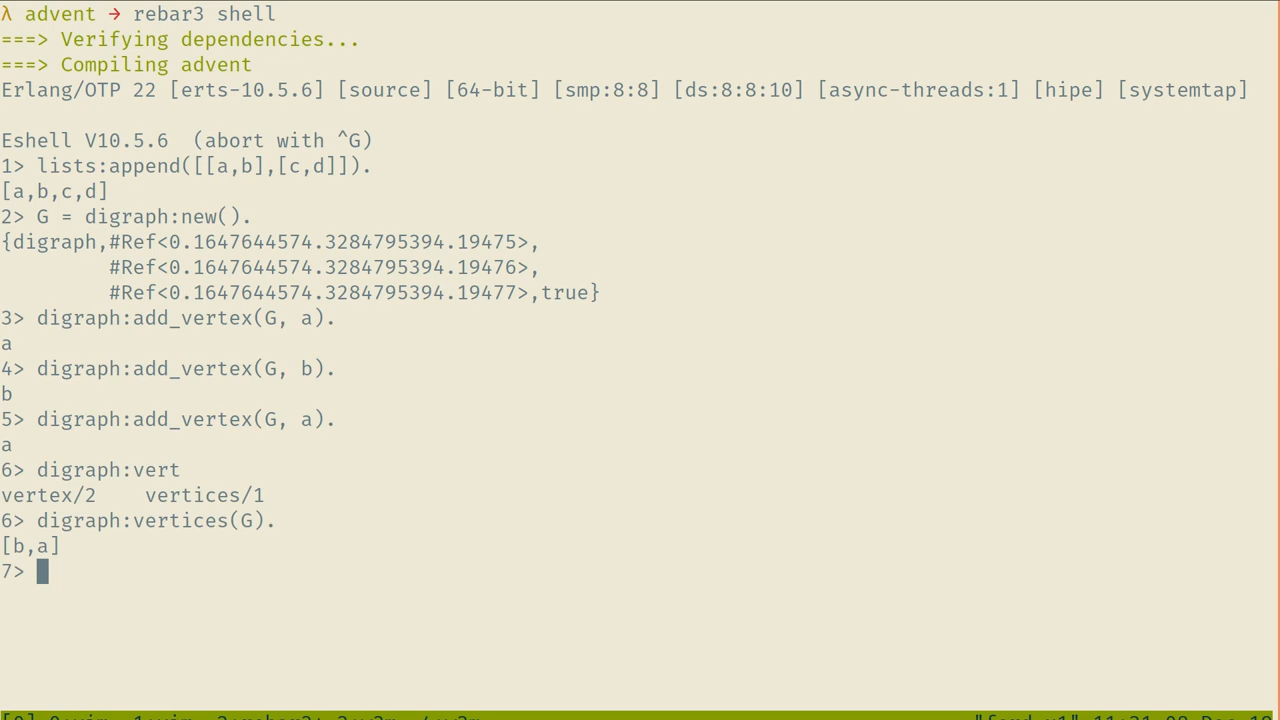 λ advent → rebar3 shell
===> Verifying dependencies...
===> Compiling advent
Erlang/OTP 22 [erts-10.5.6] [source] [64-bit] [smp:8:8] [ds:8:8:10] [async-threads:1] [hipe] [systemtap]
Eshell V10.5.6  (abort with ^G)
1> lists:append([[a,b],[c,d]]).
[a,b,c,d]
2> G = digraph:new().
{digraph,#Ref<0.1647644574.3284795394.19475>,
         #Ref<0.1647644574.3284795394.19476>,
         #Ref<0.1647644574.3284795394.19477>,true}
3> digraph:add_vertex(G, a).
a
4> digraph:add_vertex(G, b).
b
5> digraph:add_vertex(G, a).
a
6> digraph:vert
vertex/2    vertices/1
6> digraph:vertices(G).
[b,a]
7>